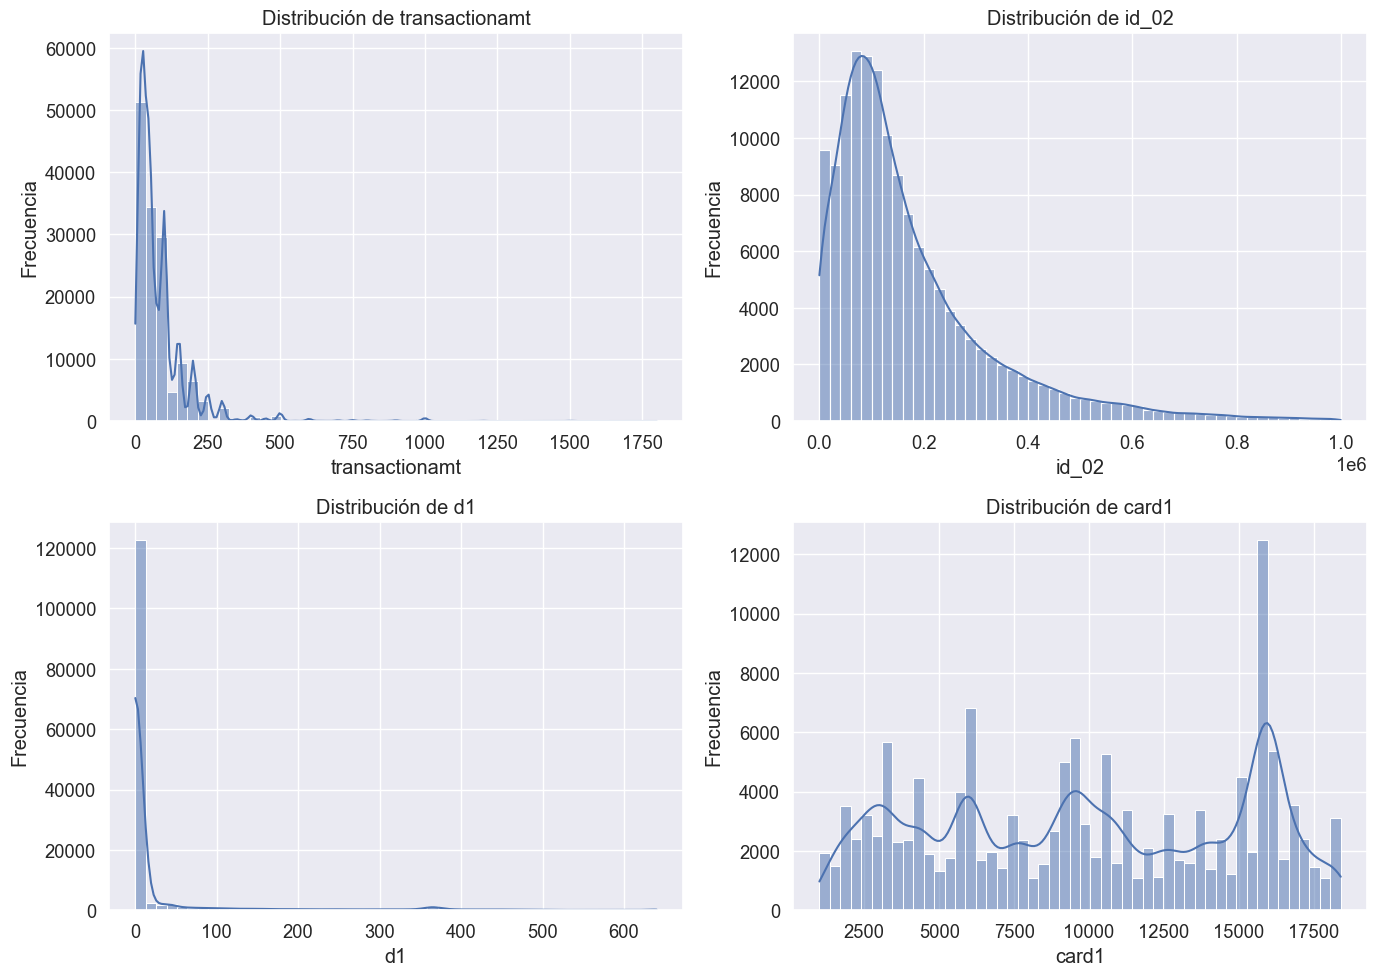 Distribución de transactionamt
Frecuencia
60000
50000
40000
30000
20000
10000
0
0 250 500 750 1000 1250 1500 1750
transactionamt
Distribución de id_02
Frecuencia
12000
10000
8000
6000
4000
2000
0
0.0 0.2 0.4 0.6 0.8 1.0
1e6
id_02
Distribución de d1
Frecuencia
120000
100000
80000
60000
40000
20000
0
0 100 200 300 400 500 600
d1
Distribución de card1
Frecuencia
12000
10000
8000
6000
4000
2000
0
2500 5000 7500 10000 12500 15000 17500
card1